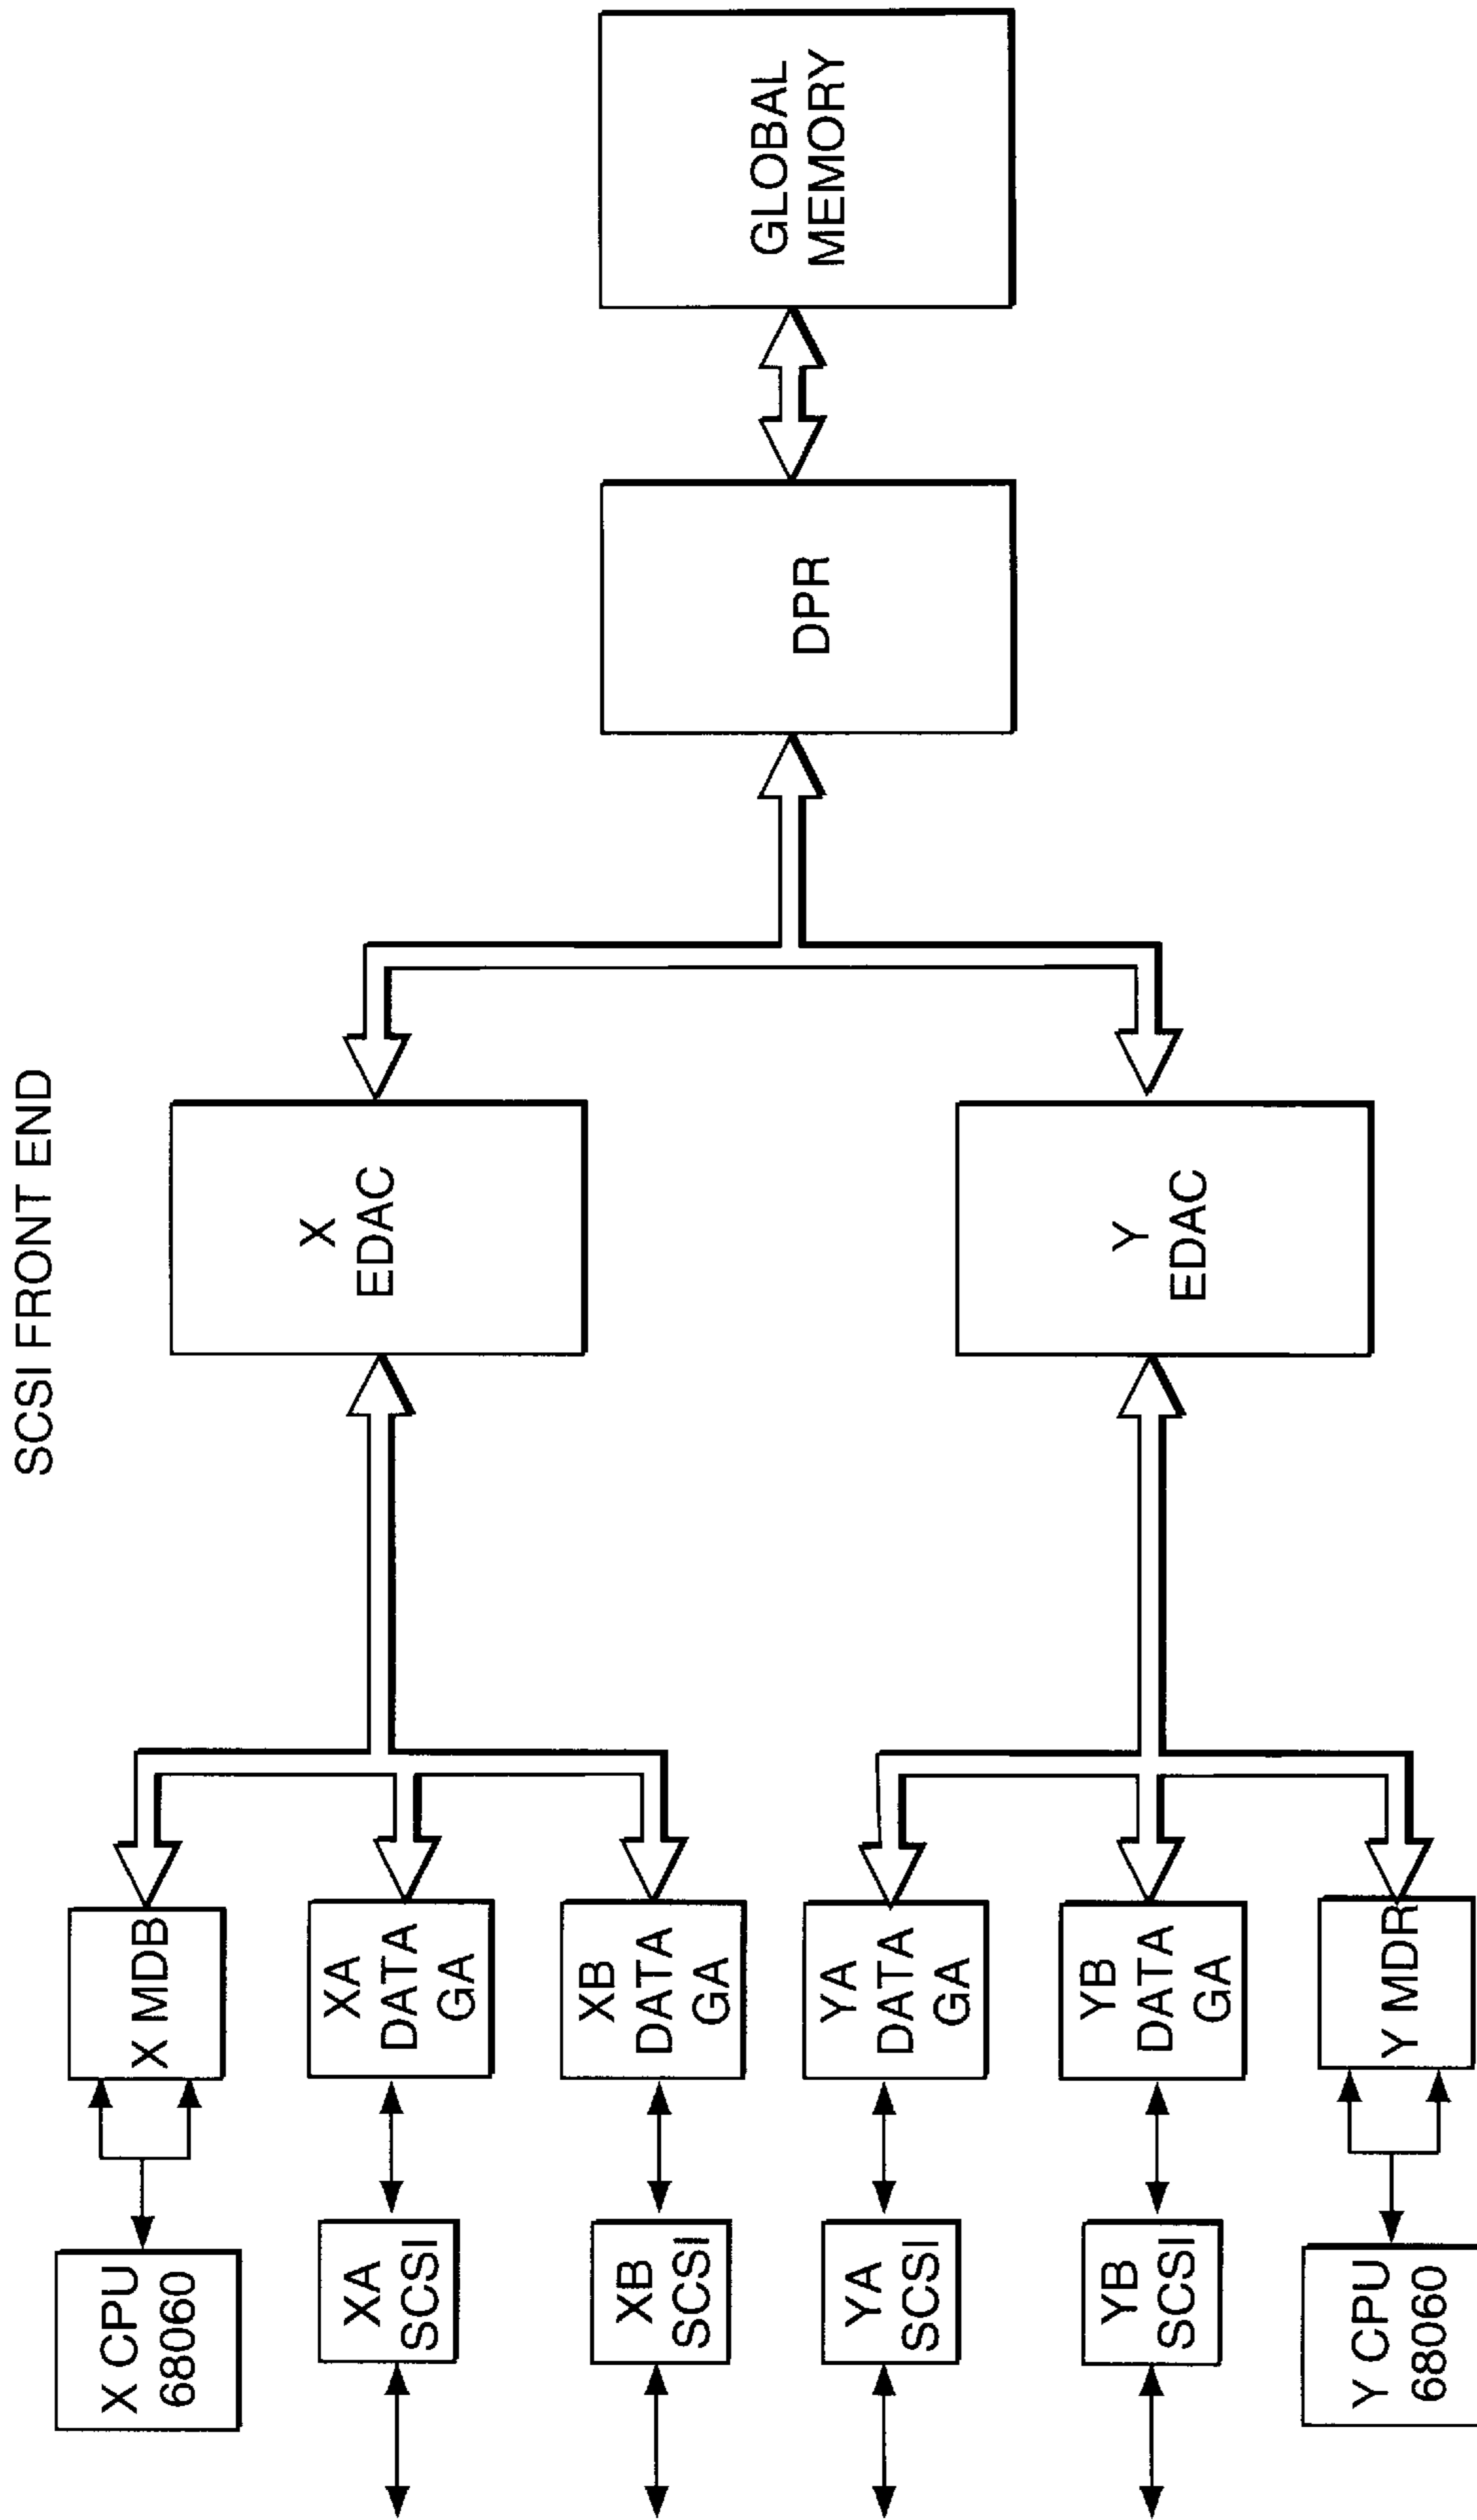 SCSI FRONT END
X CPU
68060
X MDB
XA
SCSI
XA
DATA
GA
X
EDAC
XB
SCSI
XB
DATA
GA
DPR
GLOBAL
MEMORY
YA
SCSI
YA
DATA
GA
Y
EDAC
YB
SCSI
YB
DATA
GA
Y CPU
68060
Y MDR